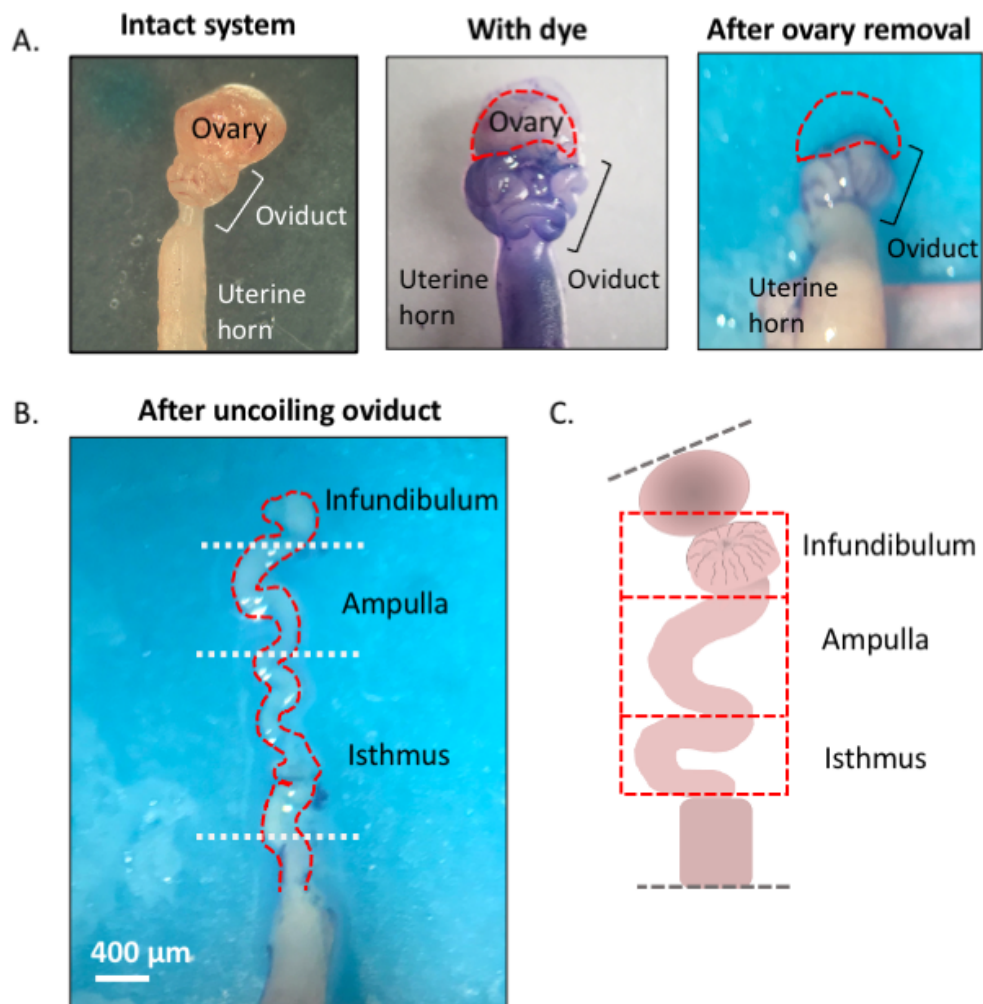 A.
Intact system
With dye
After ovary removal
Ovary
Oviduct
Uterine
horn
Ovary
Uterine
horn
Oviduct
Oviduct
Uterine
horn
B.
After uncoiling oviduct
Infundibulum
Ampulla
Isthmus
400 µm
C.
Infundibulum
Ampulla
Isthmus